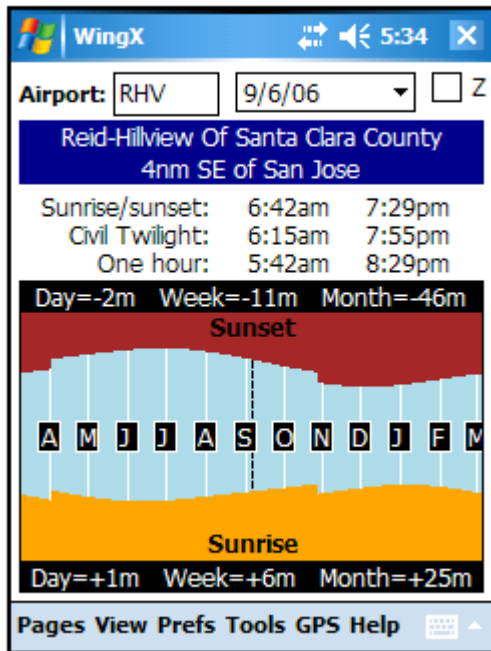 WingX 5:34
Airport: RHV 9/6/06 Z
Reid-Hillview Of Santa Clara County
4nm SE of San Jose
Sunrise/sunset: 6:42am 7:29pm
Civil Twilight: 6:15am 7:55pm
One hour: 5:42am 8:29pm
Day=-2m Week=-11m Month=-46m
Sunset
A M J J A S O N D J F M
Sunrise
Day=+1m Week=+6m Month=+25m
Pages View Prefs Tools GPS Help